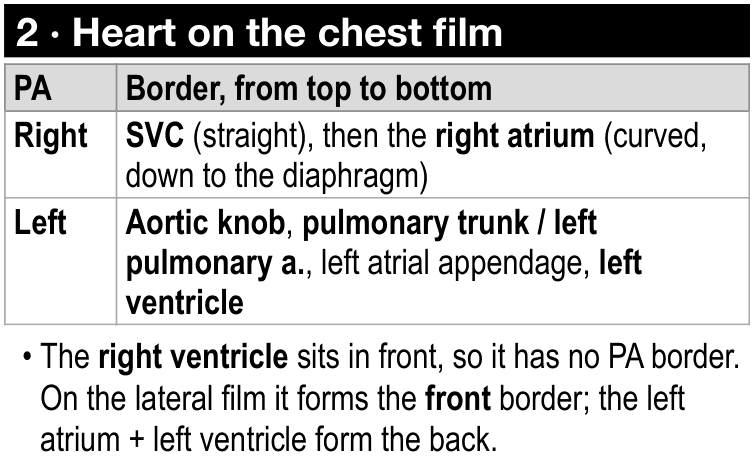 2 · Heart on the chest film
PA Border, from top to bottom
Right SVC (straight), then the right atrium (curved,
down to the diaphragm)
Left Aortic knob, pulmonary trunk / left
pulmonary a., left atrial appendage, left
ventricle
• The right ventricle sits in front, so it has no PA border.
On the lateral film it forms the front border; the left
atrium + left ventricle form the back.